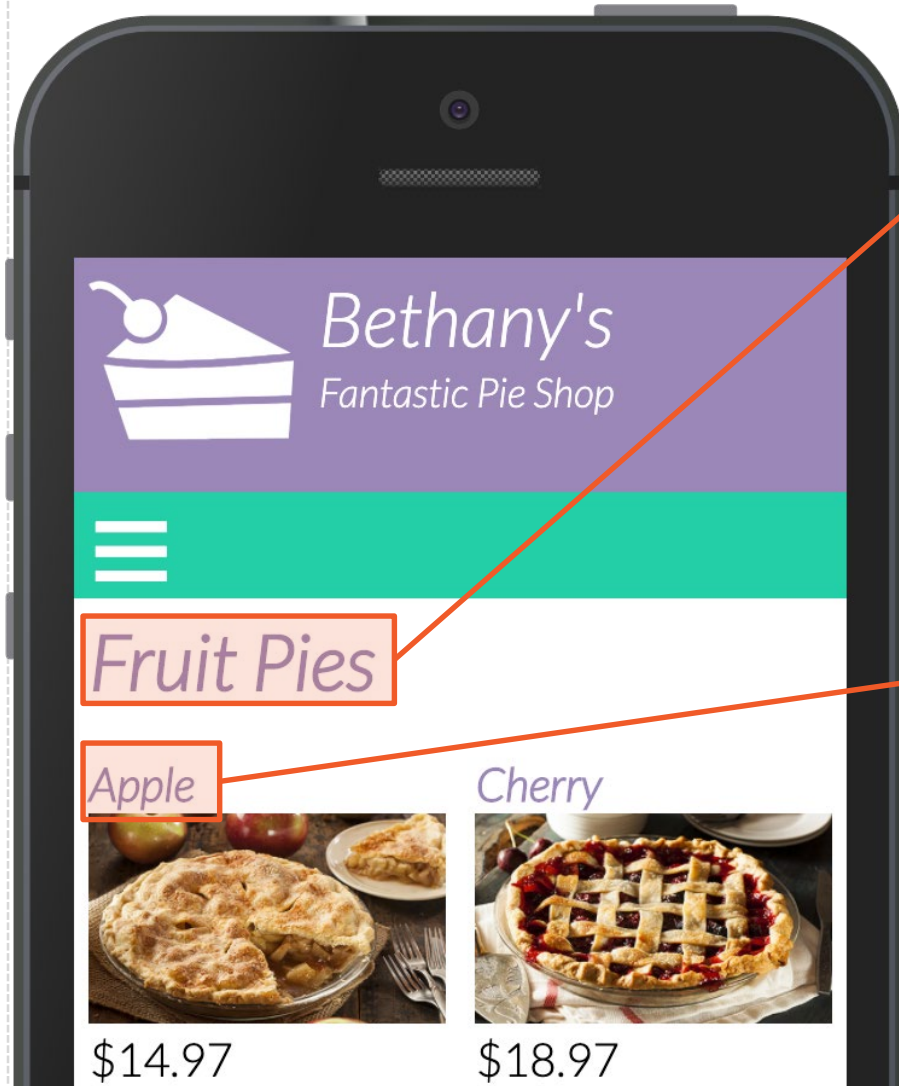 Bethany's
Fantastic Pie Shop
Fruit Pies
Apple
Cherry
$14.97
$18.97